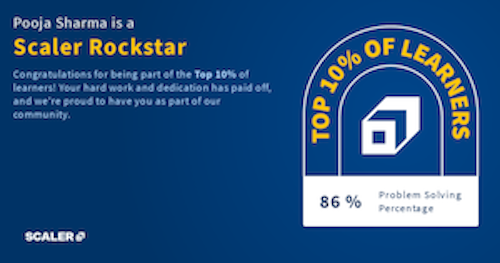 Pooja Sharma is a
Scaler Rockstar
Congratulations for being part of the Top 10% of
learners! Your hard work and dedication has paid off,
and we're proud to have you as part of our
community.
TOP 10% OF LEARNERS
86 %
Problem Solving
Percentage
SCALER